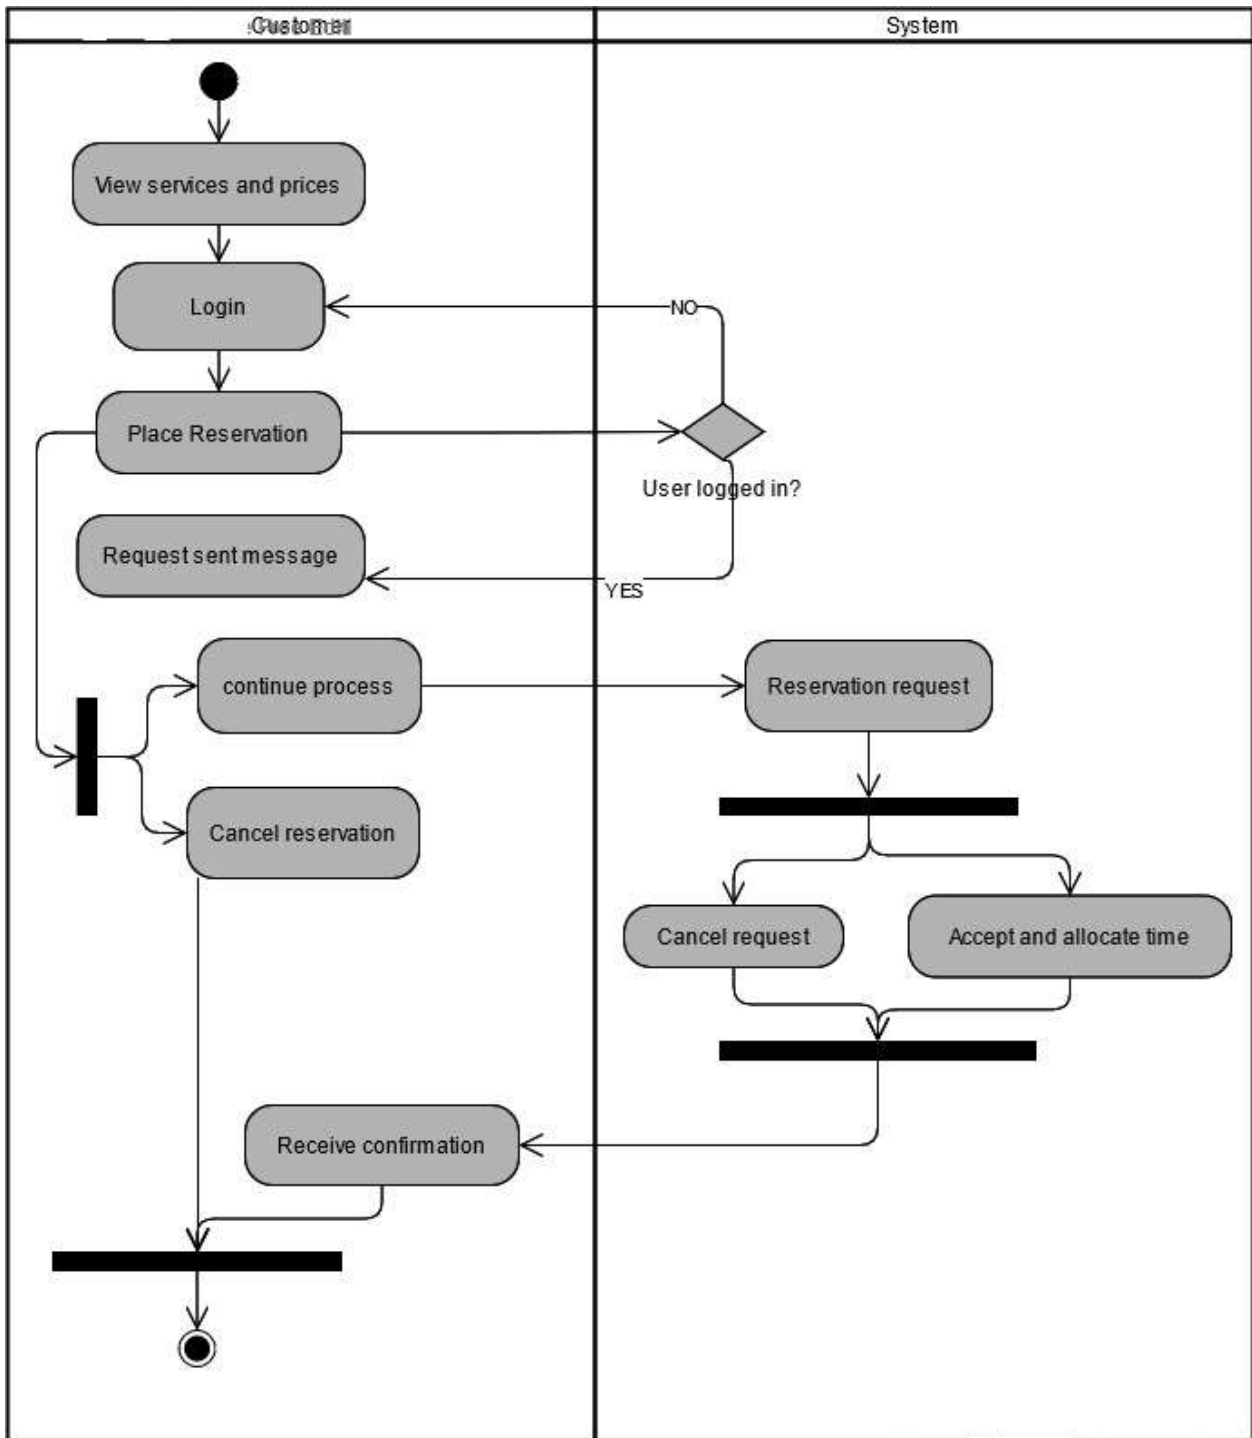 Customer
System
View services and prices
Login
NO
Place Reservation
User logged in?
Request sent message
YES
continue process
Reservation request
Cancel reservation
Cancel request
Accept and allocate time
Receive confirmation